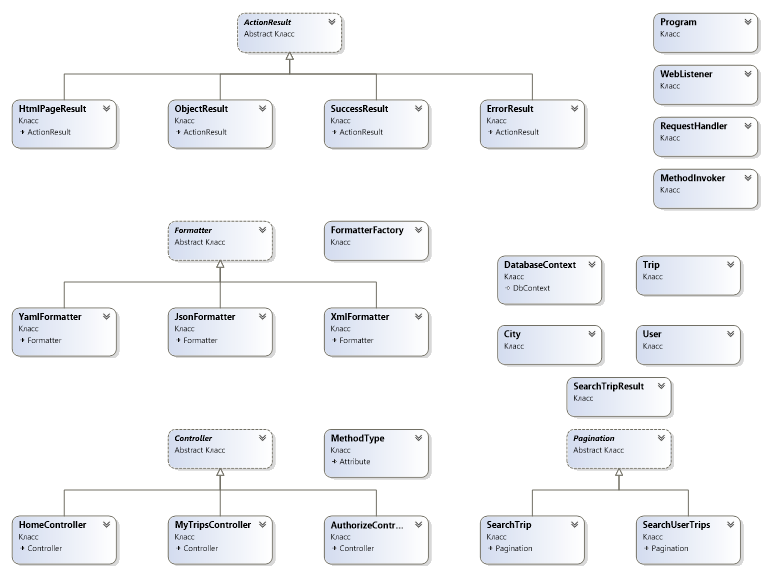 ActionResult
Abstract Класс
Program
Класс
WebListener
Класс
HtmlPageResult
Класс
ActionResult
ObjectResult
Класс
ActionResult
SuccessResult
Класс
ActionResult
ErrorResult
Класс
ActionResult
RequestHandler
Класс
MethodInvoker
Класс
Formatter
Abstract Класс
FormatterFactory
Класс
DatabaseContext
Класс
DbContext
Trip
Класс
YamlFormatter
Класс
Formatter
JsonFormatter
Класс
Formatter
XmlFormatter
Класс
Formatter
City
Класс
User
Класс
SearchTripResult
Класс
Controller
Abstract Класс
MethodType
Класс
Attribute
Pagination
Abstract Класс
HomeController
Класс
Controller
MyTripsController
Класс
Controller
AuthorizeContr...
Класс
Controller
SearchTrip
Класс
Pagination
SearchUserTrips
Класс
Pagination